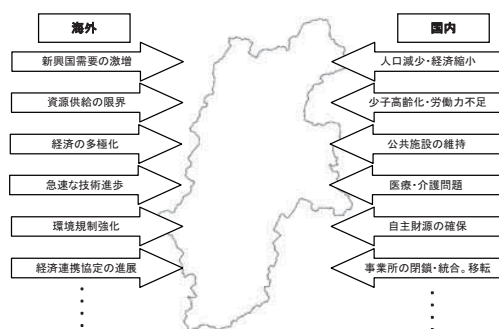 海外
新興国需要の激増
資源供給の限界
経済の多極化
急速な技術進歩
環境規制強化
経済連携協定の進展
国内
人口減少・経済縮小
少子高齢化・労働力不足
公共施設の維持
医療・介護問題
自主財源の確保
事業所の閉鎖・統合。移転